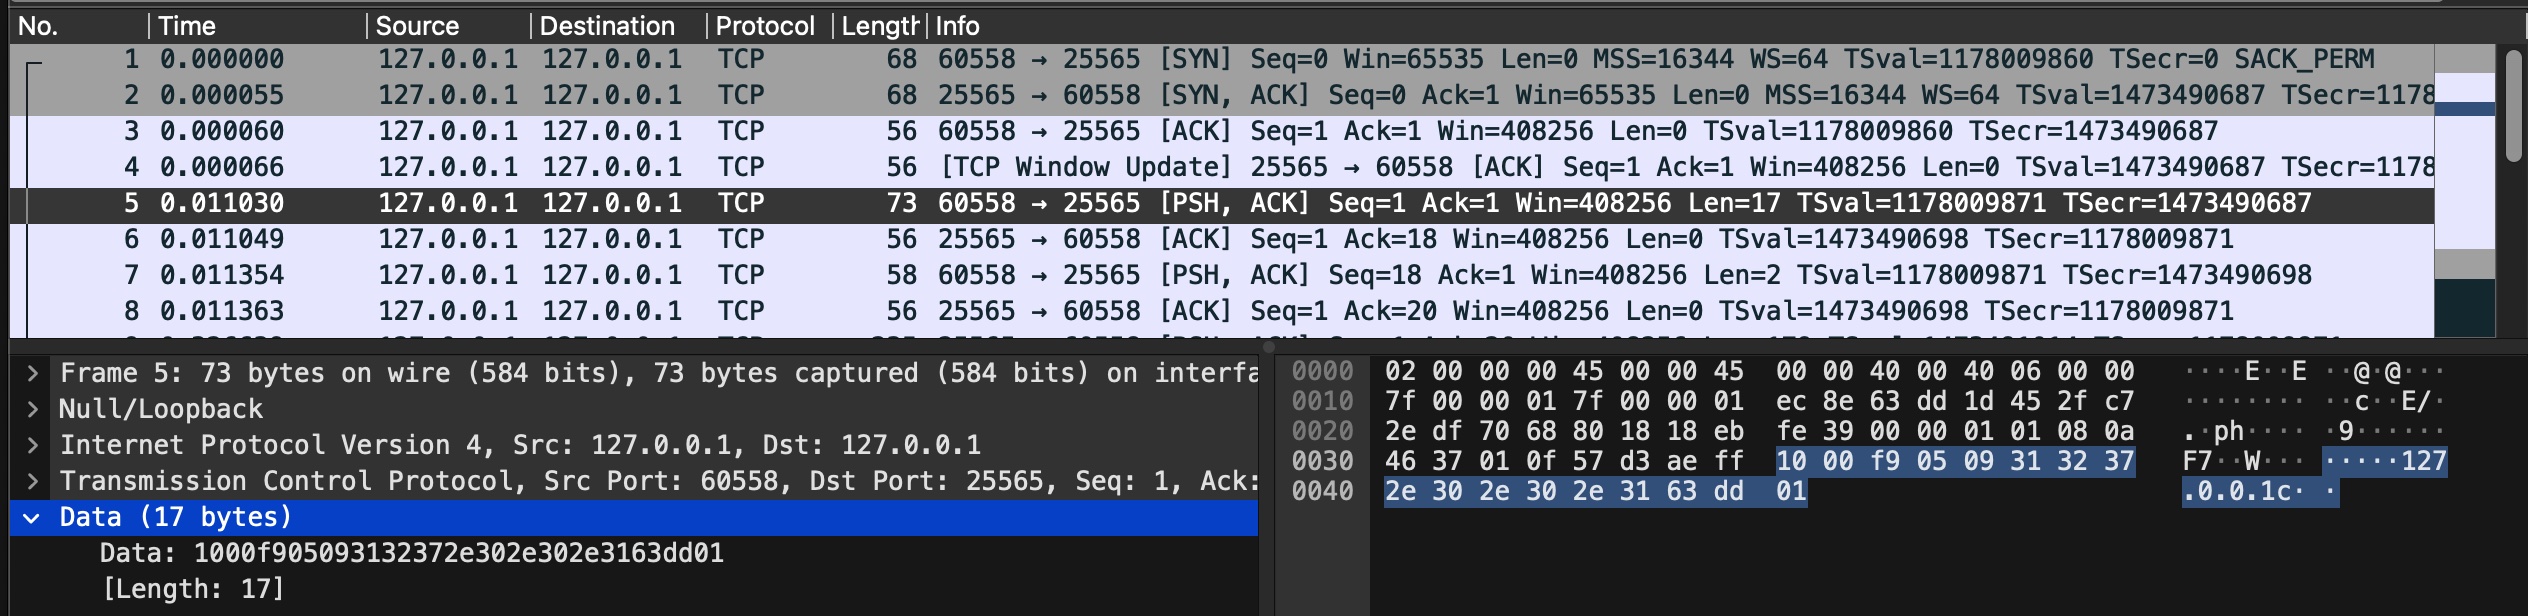 No. Time Source Destination Protocol Length Info
1 0.000000 127.0.0.1 127.0.0.1 TCP 68 60558 → 25565 [SYN] Seq=0 Win=65535 Len=0 MSS=16344 WS=64 TSval=1178009860 TSecr=0 SACK_PERM
2 0.000055 127.0.0.1 127.0.0.1 TCP 68 25565 → 60558 [SYN, ACK] Seq=0 Ack=1 Win=65535 Len=0 MSS=16344 WS=64 TSval=1473490687 TSecr=1178
3 0.000060 127.0.0.1 127.0.0.1 TCP 56 60558 → 25565 [ACK] Seq=1 Ack=1 Win=408256 Len=0 TSval=1178009860 TSecr=1473490687
4 0.000066 127.0.0.1 127.0.0.1 TCP 56 [TCP Window Update] 25565 → 60558 [ACK] Seq=1 Ack=1 Win=408256 Len=0 TSval=1473490687 TSecr=1178
5 0.011030 127.0.0.1 127.0.0.1 TCP 73 60558 → 25565 [PSH, ACK] Seq=1 Ack=1 Win=408256 Len=17 TSval=1178009871 TSecr=1473490687
6 0.011049 127.0.0.1 127.0.0.1 TCP 56 25565 → 60558 [ACK] Seq=1 Ack=18 Win=408256 Len=0 TSval=1473490698 TSecr=1178009871
7 0.011354 127.0.0.1 127.0.0.1 TCP 58 60558 → 25565 [PSH, ACK] Seq=18 Ack=1 Win=408256 Len=2 TSval=1178009871 TSecr=1473490698
8 0.011363 127.0.0.1 127.0.0.1 TCP 56 25565 → 60558 [ACK] Seq=1 Ack=20 Win=408256 Len=0 TSval=1473490698 TSecr=1178009871
Frame 5: 73 bytes on wire (584 bits), 73 bytes captured (584 bits) on interfa
Null/Loopback
Internet Protocol Version 4, Src: 127.0.0.1, Dst: 127.0.0.1
Transmission Control Protocol, Src Port: 60558, Dst Port: 25565, Seq: 1, Ack:
Data (17 bytes)
Data: 1000f905093132372e302e302e3163dd01
[Length: 17]
0000 02 00 00 00 45 00 00 45 00 00 40 00 40 06 00 00 ····E··E ··@·@···
0010 7f 00 00 01 7f 00 00 01 ec 8e 63 dd 1d 45 2f c7 ········ ··c··E/·
0020 2e df 70 68 80 18 18 eb fe 39 00 00 01 01 08 0a .·ph···· ·9······
0030 46 37 01 0f 57 d3 ae ff 10 00 f9 05 09 31 32 37 F7··W··· ·····127
0040 2e 30 2e 30 2e 31 63 dd 01 .0.0.1c· ·